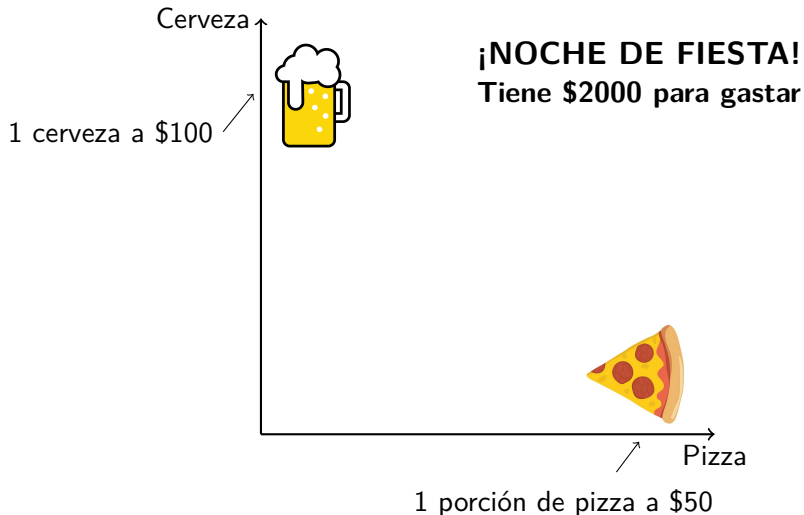 Cerveza
¡NOCHE DE FIESTA!
Tiene $2000 para gastar
1 cerveza a $100
Pizza
1 porción de pizza a $50